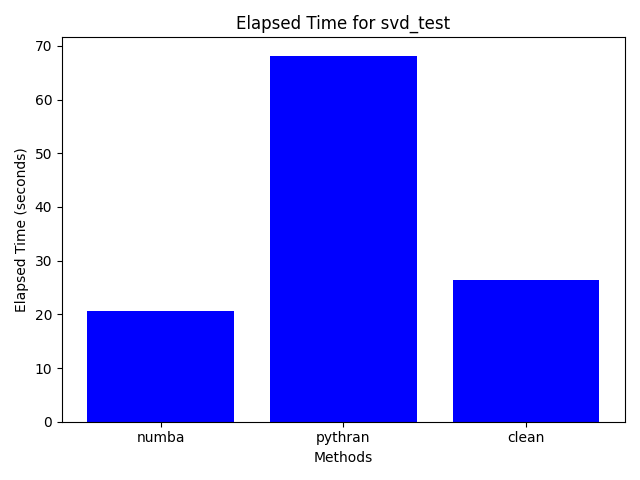 Elapsed Time for svd_test
Elapsed Time (seconds)
70
60
50
40
30
20
10
0
numba pythran clean
Methods